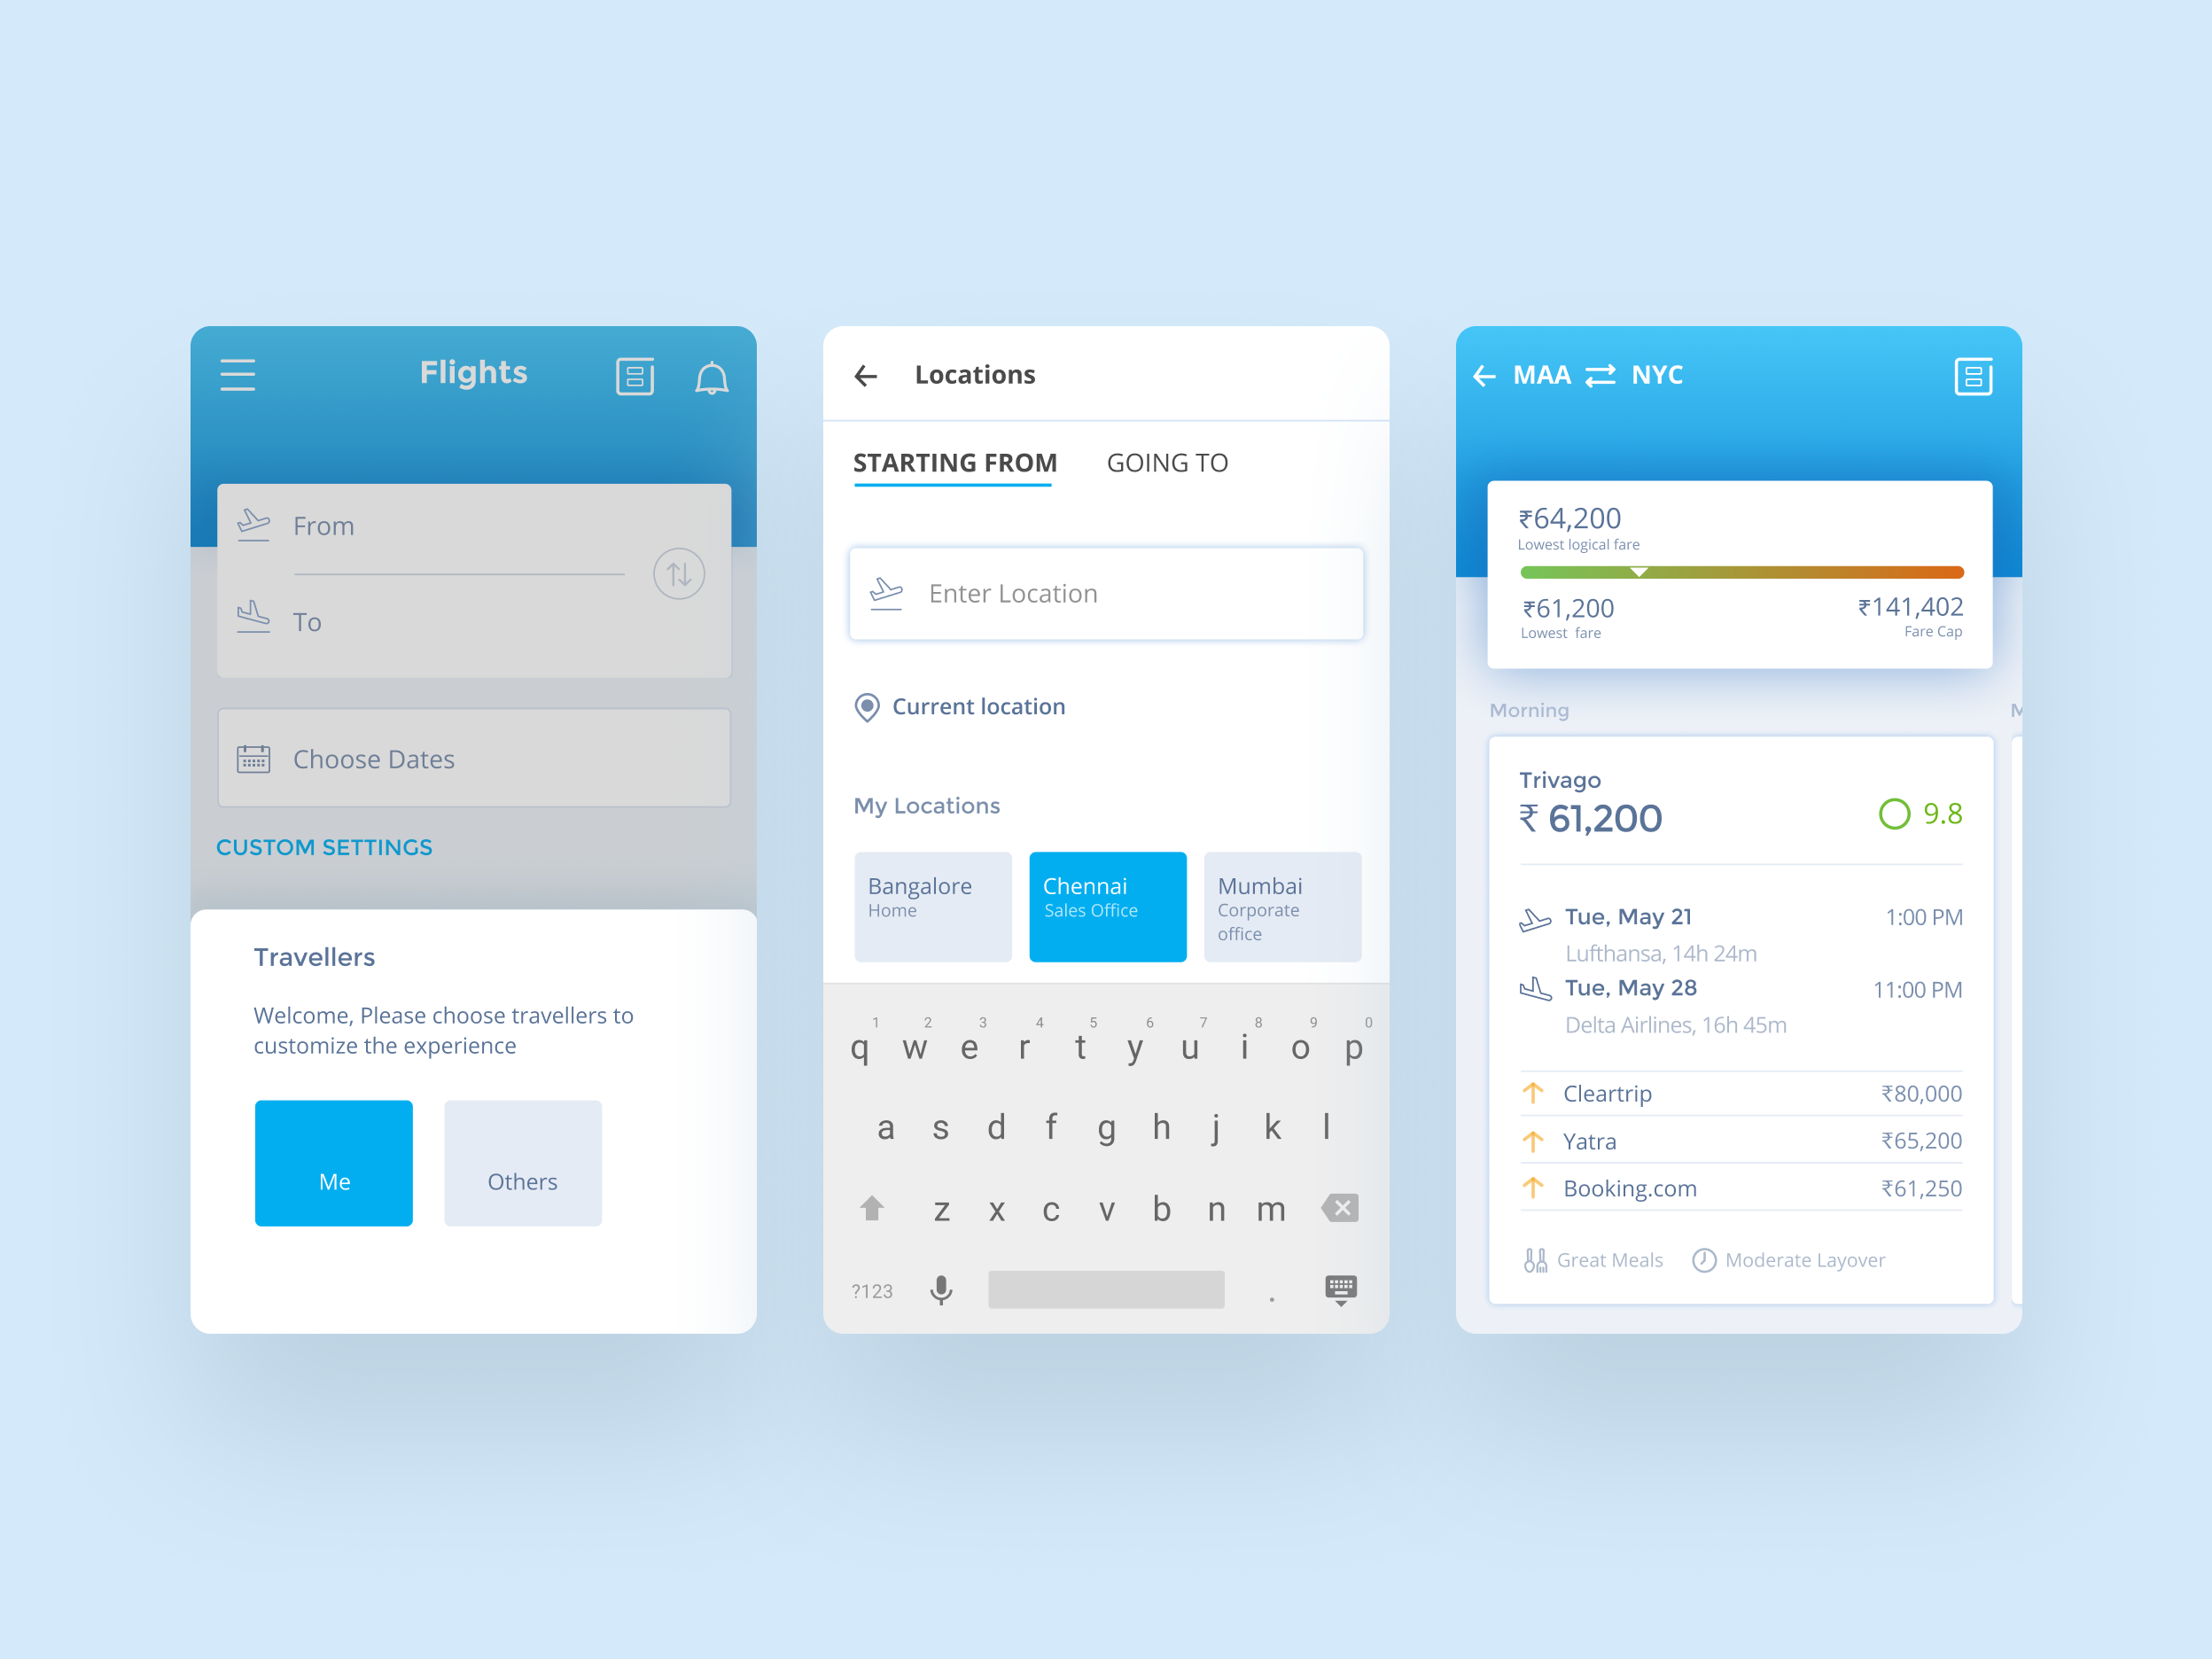 Flights
From
To
Choose Dates
CUSTOM SETTINGS
Travellers
Welcome, Please choose travellers to
customize the experience
Me
Others
Locations
STARTING FROM
GOING TO
Enter Location
Current location
My Locations
Bangalore
Home
Chennai
Sales Office
Mumbai
Corporate
office
1 2 3 4 5 6 7 8 9 0
q w e r t y u i o p
a s d f g h j k l
z x c v b n m
?123 .
MAA NYC
₹64,200
Lowest logical fare
₹61,200
Lowest fare
₹141,402
Fare Cap
Morning
Trivago
₹ 61,200
9.8
Tue, May 21 1:00 PM
Lufthansa, 14h 24m
Tue, May 28 11:00 PM
Delta Airlines, 16h 45m
Cleartrip ₹80,000
Yatra ₹65,200
Booking.com ₹61,250
Great Meals Moderate Layover